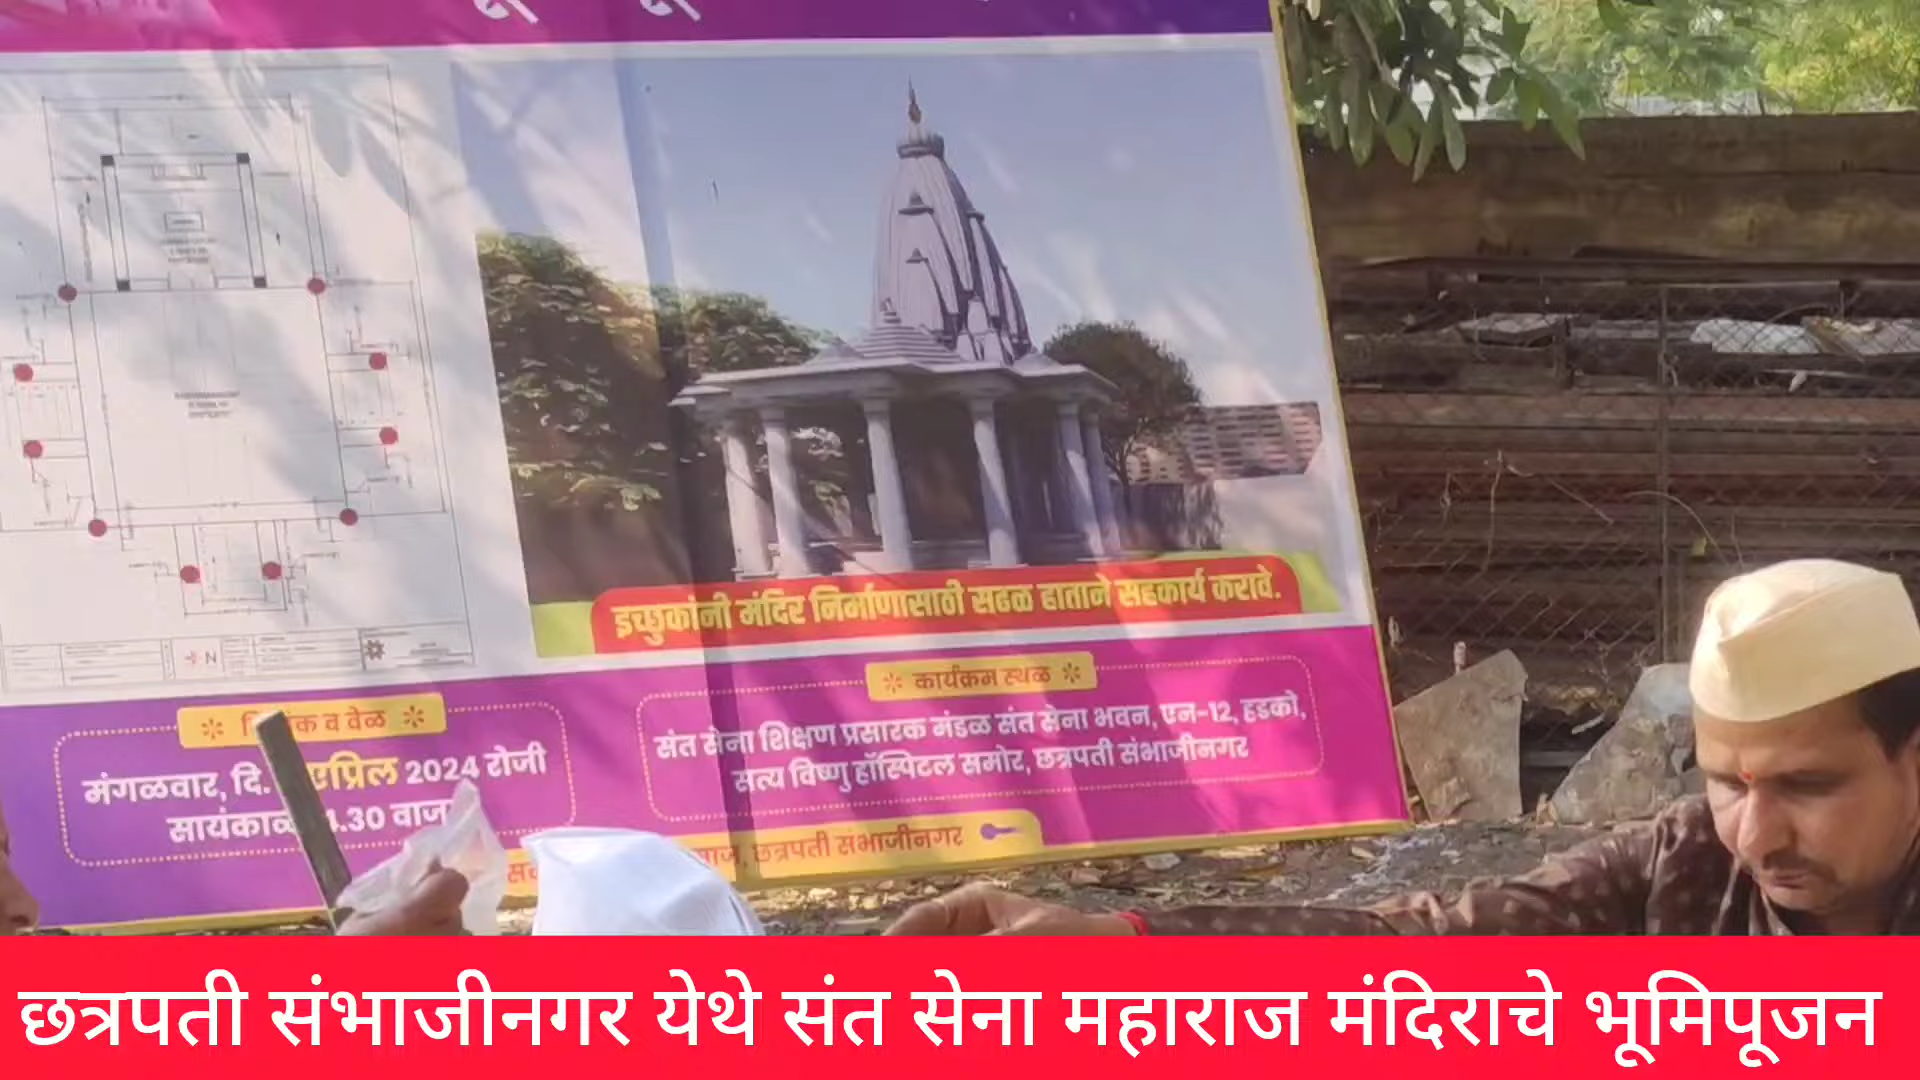 इच्छुकांनी मंदिर निर्माणासाठी सढळ हाताने सहकार्य करावे.
व वेळ
मंगळवार, दि. एप्रिल 2024 रोजी
सायंकाळ .30
कार्यक्रम स्थळ
संत सेना शिक्षण प्रसारक मंडळ संत सेना भवन, एन-12, हडको,
सत्य विष्णु हॉस्पिटल समोर, छत्रपती संभाजीनगर
छत्रपती संभाजीनगर
N
छत्रपती संभाजीनगर येथे संत सेना महाराज मंदिराचे भूमिपूजन